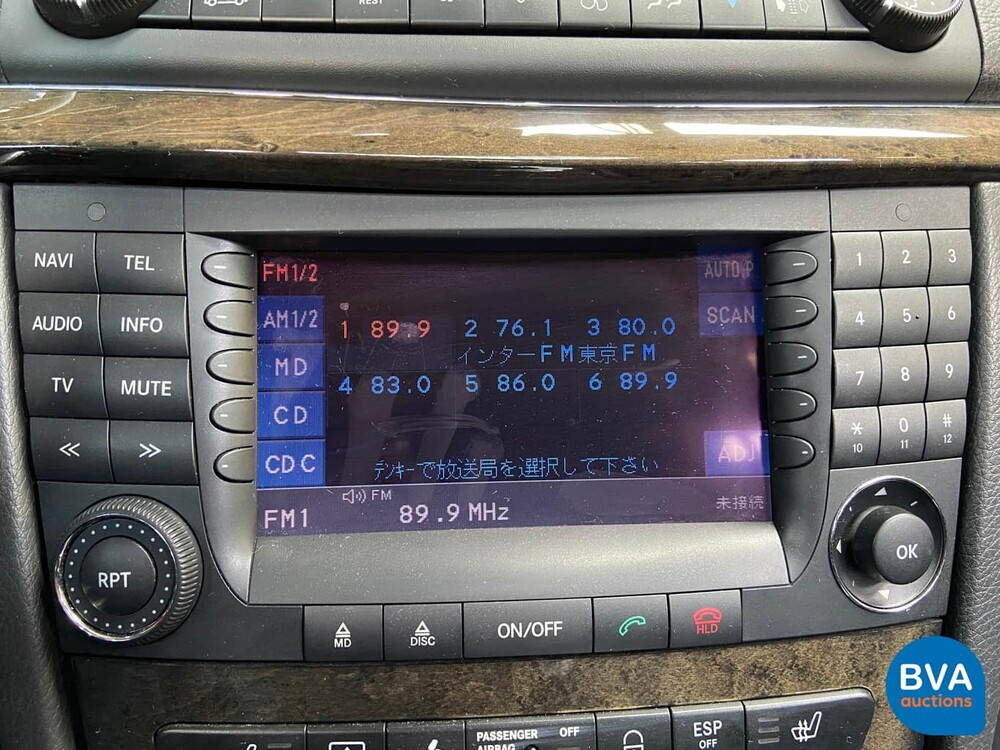 REST
NAVI TEL
AUDIO INFO
TV MUTE
≪ ≫
RPT
FM1/2 AUTO.P
AM1/2 SCAN
1 89.9 2 76.1 3 80.0
インターFM東京FM
MD
4 83.0 5 86.0 6 89.9
CD
CDC テンキーで放送局を選択して下さい ADJ
FM
FM1 89.9 MHz 未接続
1 2 3
4 5 6
7 8 9
* 0 #
10 11 12
OK
MD DISC ON/OFF HLD
PASSENGER AIRBAG OFF
ESP OFF
BVA
auctions